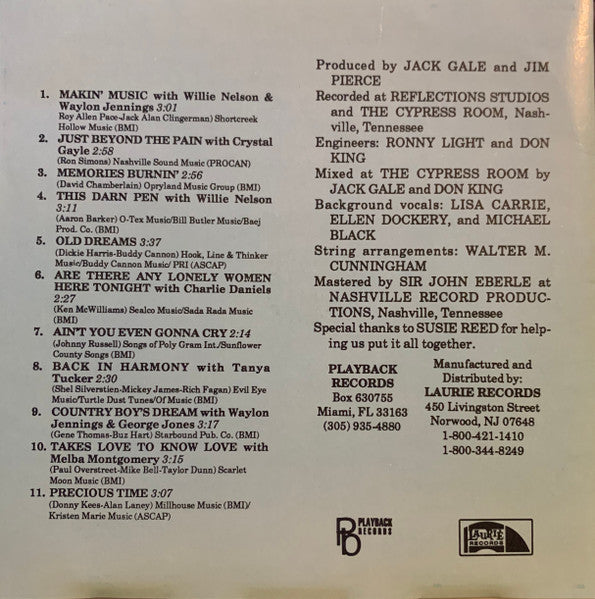 1. MAKIN' MUSIC with Willie Nelson &
Waylon Jennings 3:01
Roy Allen Pace-Jack Alan Clingerman) Shortcreek
Hollow Music (BMI)
2. JUST BEYOND THE PAIN with Crystal
Gayle 2:58
(Ron Simons) Nashville Sound Music (PROCAN)
3. MEMORIES BURNIN' 2:56
(David Chamberlain) Opryland Music Group (BMI)
4. THIS DARN PEN with Willie Nelson
3:11
(Aaron Barker) O-Tex Music/Bill Butler Music/Baej
Prod. Co. (BMI)
5. OLD DREAMS 3:37
(Dickie Harris-Buddy Cannon) Hook, Line & Thinker
Music/Buddy Cannon Music/ PRI (ASCAP)
6. ARE THERE ANY LONELY WOMEN
HERE TONIGHT with Charlie Daniels
2:27
(Ken McWilliams) Sealco Music/Sada Rada Music
(BMI)
7. AIN'T YOU EVEN GONNA CRY 2:14
(Johnny Russell) Songs of Poly Gram Int./Sunflower
County Songs (BMI)
8. BACK IN HARMONY with Tanya
Tucker 2:30
(Shel Silverstien-Mickey James-Rich Fagan) Evil Eye
Music/Turtle Dust Tunes/Of Music (BMI)
9. COUNTRY BOY'S DREAM with Waylon
Jennings & George Jones 3:17
(Gene Thomas-Buz Hart) Starbound Pub. Co. (BMI)
10. TAKES LOVE TO KNOW LOVE with
Melba Montgomery 3:15
(Paul Overstreet-Mike Bell-Taylor Dunn) Scarlet
Moon Music (BMI)
11. PRECIOUS TIME 3:07
(Donny Kees-Alan Laney) Millhouse Music (BMI)/
Kristen Marie Music (ASCAP)
Produced by JACK GALE and JIM
PIERCE
Recorded at REFLECTIONS STUDIOS
and THE CYPRESS ROOM, Nash-
ville, Tennessee
Engineers: RONNY LIGHT and DON
KING
Mixed at THE CYPRESS ROOM by
JACK GALE and DON KING
Background vocals: LISA CARRIE,
ELLEN DOCKERY, and MICHAEL
BLACK
String arrangements: WALTER M.
CUNNINGHAM
Mastered by SIR JOHN EBERLE at
NASHVILLE RECORD PRODUC-
TIONS, Nashville, Tennessee
Special thanks to SUSIE REED for help-
ing us put it all together.
PLAYBACK
RECORDS
Box 630755
Miami, FL 33163
(305) 935-4880
Manufactured and
Distributed by:
LAURIE RECORDS
450 Livingston Street
Norwood, NJ 07648
1-800-421-1410
1-800-344-8249
PLAYBACK
RECORDS
LAURIE
RECORDS